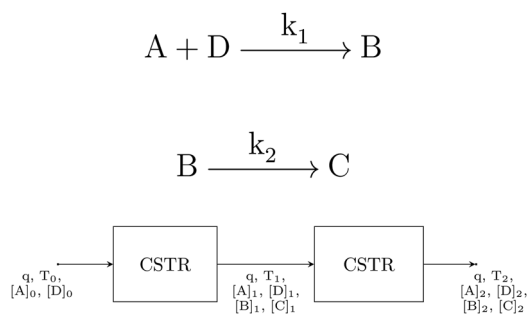 A + D k₁ → B
B k₂ → C
CSTR
CSTR
q, T₀,
[A]₀, [D]₀
q, T₁,
[A]₁, [D]₁,
[B]₁, [C]₁
q, T₂,
[A]₂, [D]₂,
[B]₂, [C]₂